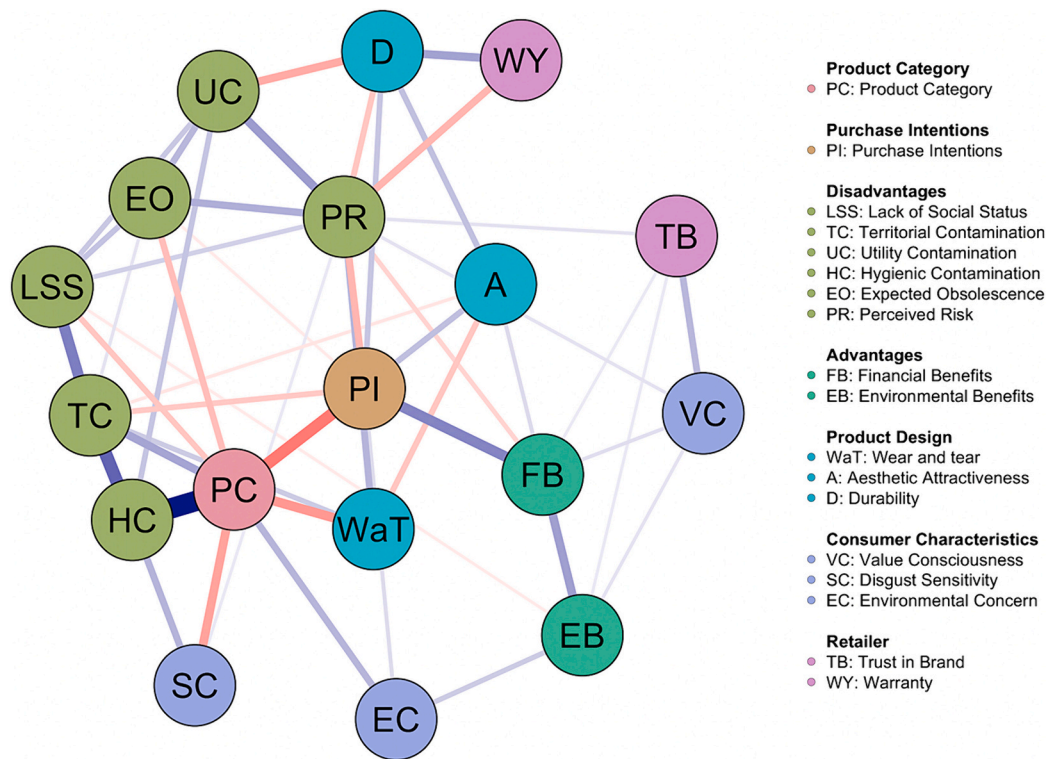 D
WY
UC
EO
PR
TB
LSS
A
PI
TC
VC
PC
FB
HC
WaT
EB
SC
EC
Product Category
PC: Product Category
Purchase Intentions
PI: Purchase Intentions
Disadvantages
LSS: Lack of Social Status
TC: Territorial Contamination
UC: Utility Contamination
HC: Hygienic Contamination
EO: Expected Obsolescence
PR: Perceived Risk
Advantages
FB: Financial Benefits
EB: Environmental Benefits
Product Design
WaT: Wear and tear
A: Aesthetic Attractiveness
D: Durability
Consumer Characteristics
VC: Value Consciousness
SC: Disgust Sensitivity
EC: Environmental Concern
Retailer
TB: Trust in Brand
WY: Warranty